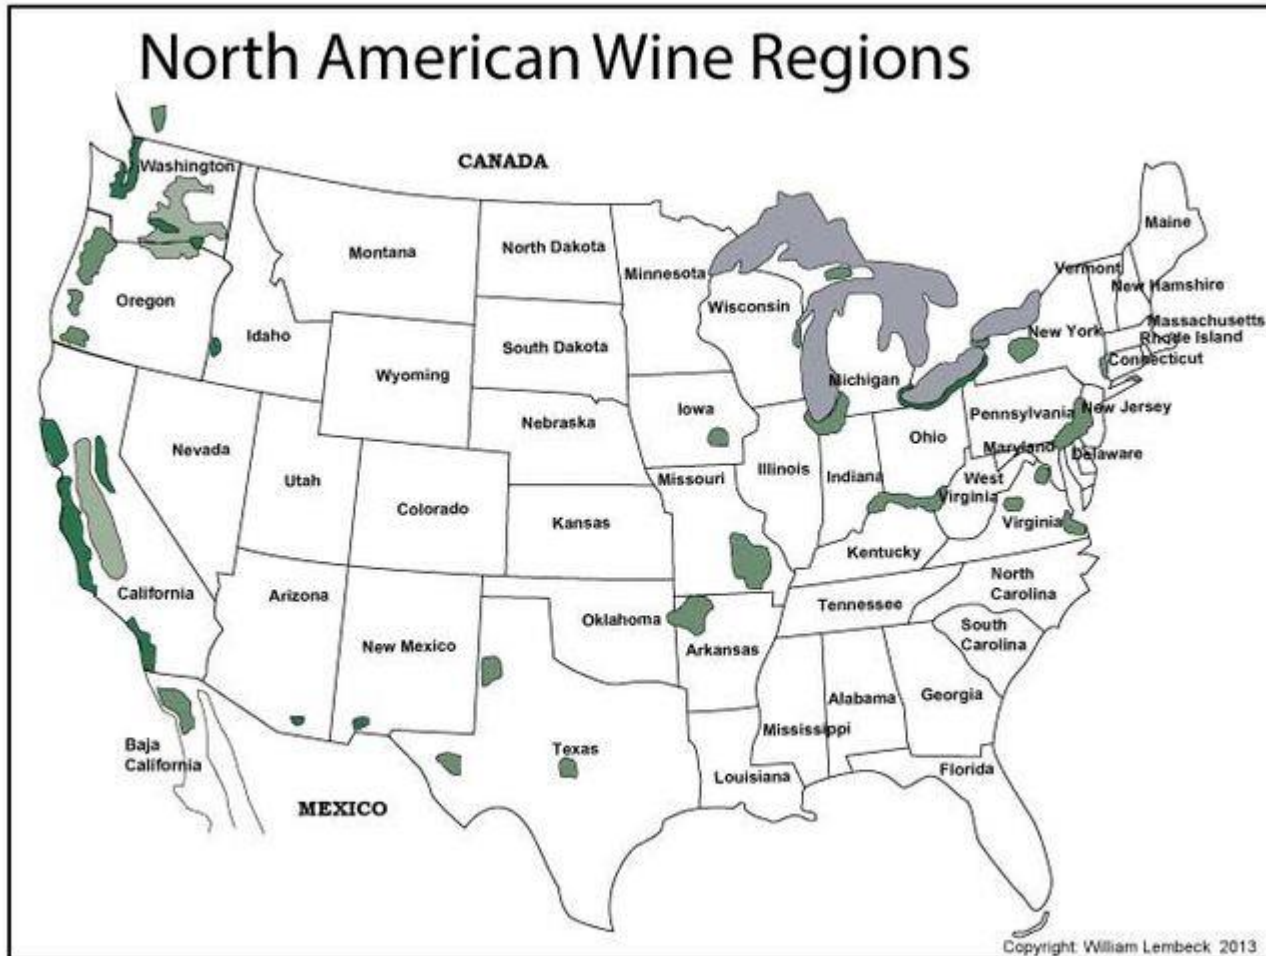 North American Wine Regions
CANADA
Washington
Maine
Montana
North Dakota
Minnesota
Vermont
New Hamshire
Oregon
Idaho
Wisconsin
Massachusetts
New York
Rhode Island
South Dakota
Connecticut
Wyoming
Michigan
Iowa
Pennsylvania
New Jersey
Nebraska
Ohio
Nevada
Maryland
Delaware
Utah
Illinois
Indiana
Missouri
West
Virginia
Colorado
Kansas
Virginia
Kentucky
North
Carolina
California
Arizona
Tennessee
Oklahoma
South
Carolina
New Mexico
Arkansas
Alabama
Georgia
Mississippi
Baja
California
Texas
Louisiana
Florida
MEXICO
Copyright: William Lembeck 2013